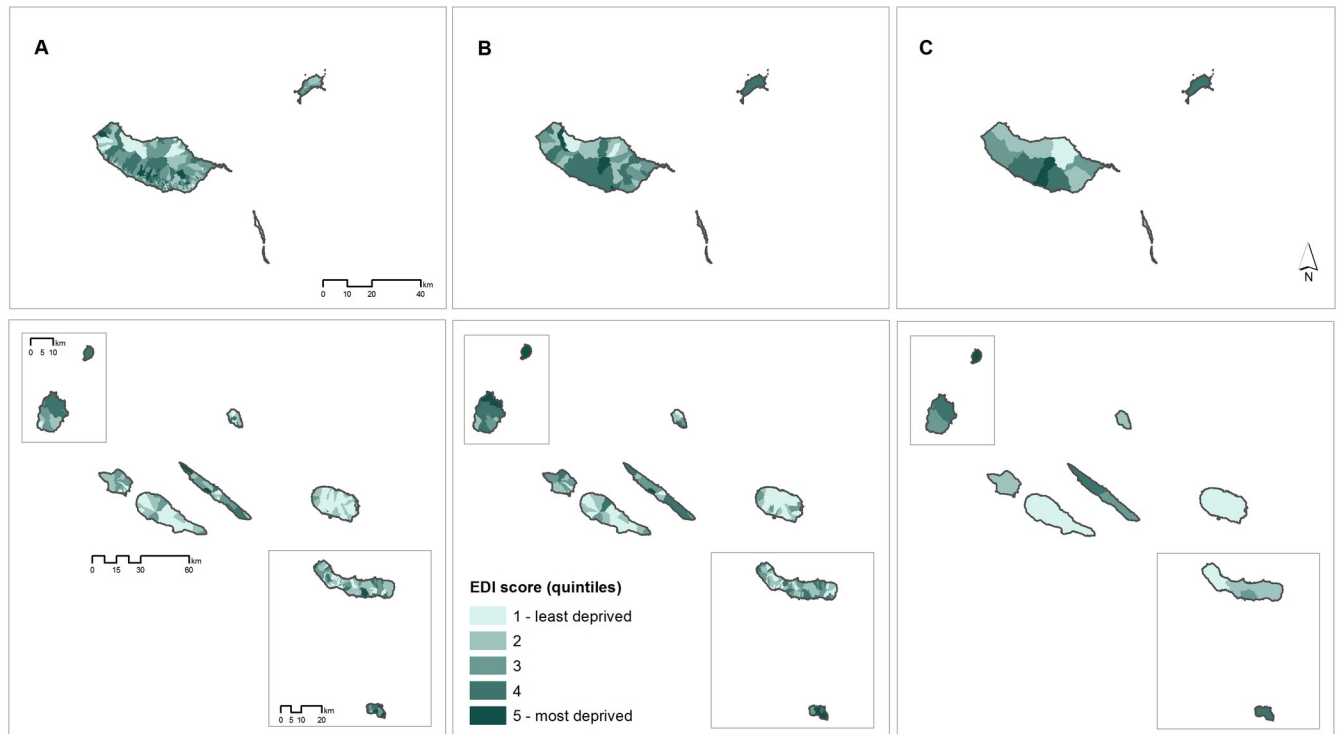 A
B
C
km
0 10 20 40
N
km
0 5 10
km
0 15 30 60
EDI score (quintiles)
1 - least deprived
2
3
4
5 - most deprived
km
0 5 10 20